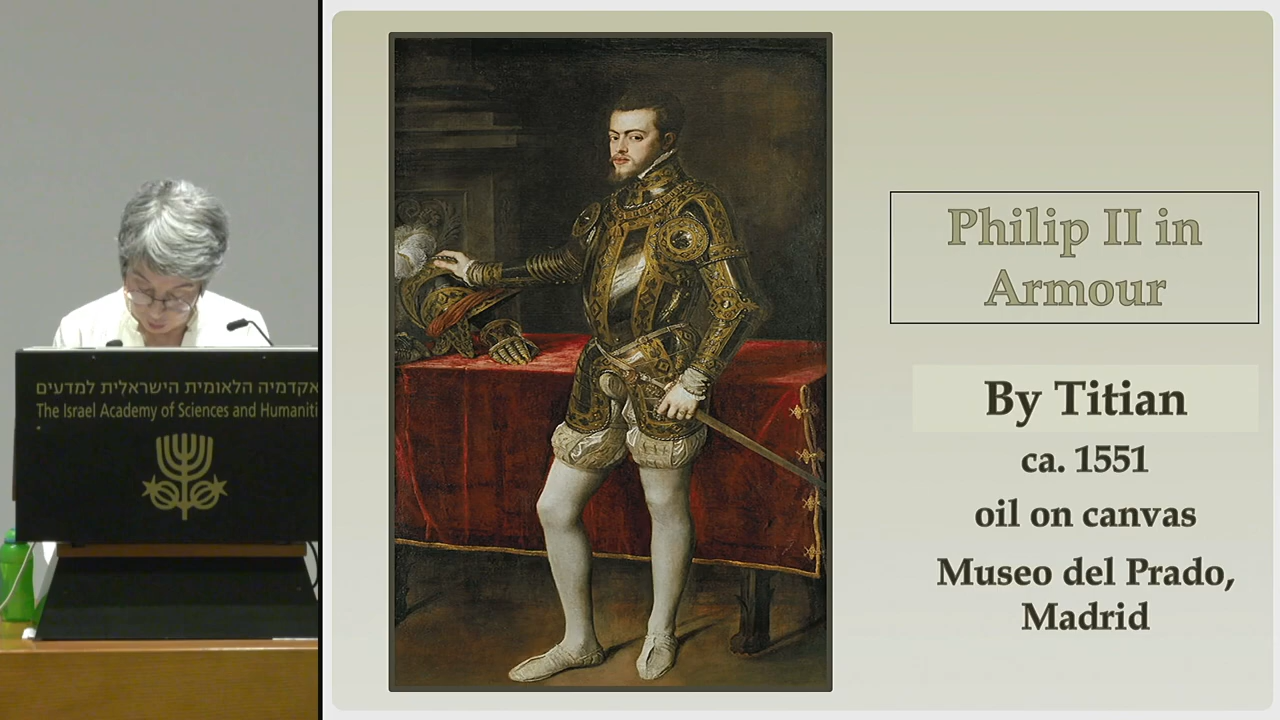 אקדמיה הלאומית הישראלית למדעים
The Israel Academy of Sciences and Humaniti
Philip II in
Armour
By Titian
ca. 1551
oil on canvas
Museo del Prado,
Madrid